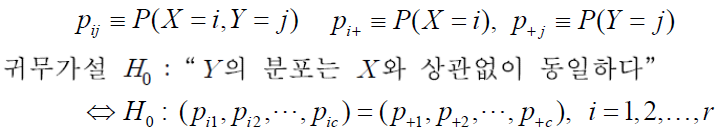 p_{ij} ≡ P(X = i, Y = j)   p_{i+} ≡ P(X = i), p_{+j} ≡ P(Y = j)
귀무가설 H_0 : “Y의 분포는 X와 상관없이 동일하다”
⇔ H_0 : (p_{i1}, p_{i2}, ⋯, p_{ic}) = (p_{+1}, p_{+2}, ⋯, p_{+c}), i = 1, 2, ..., r